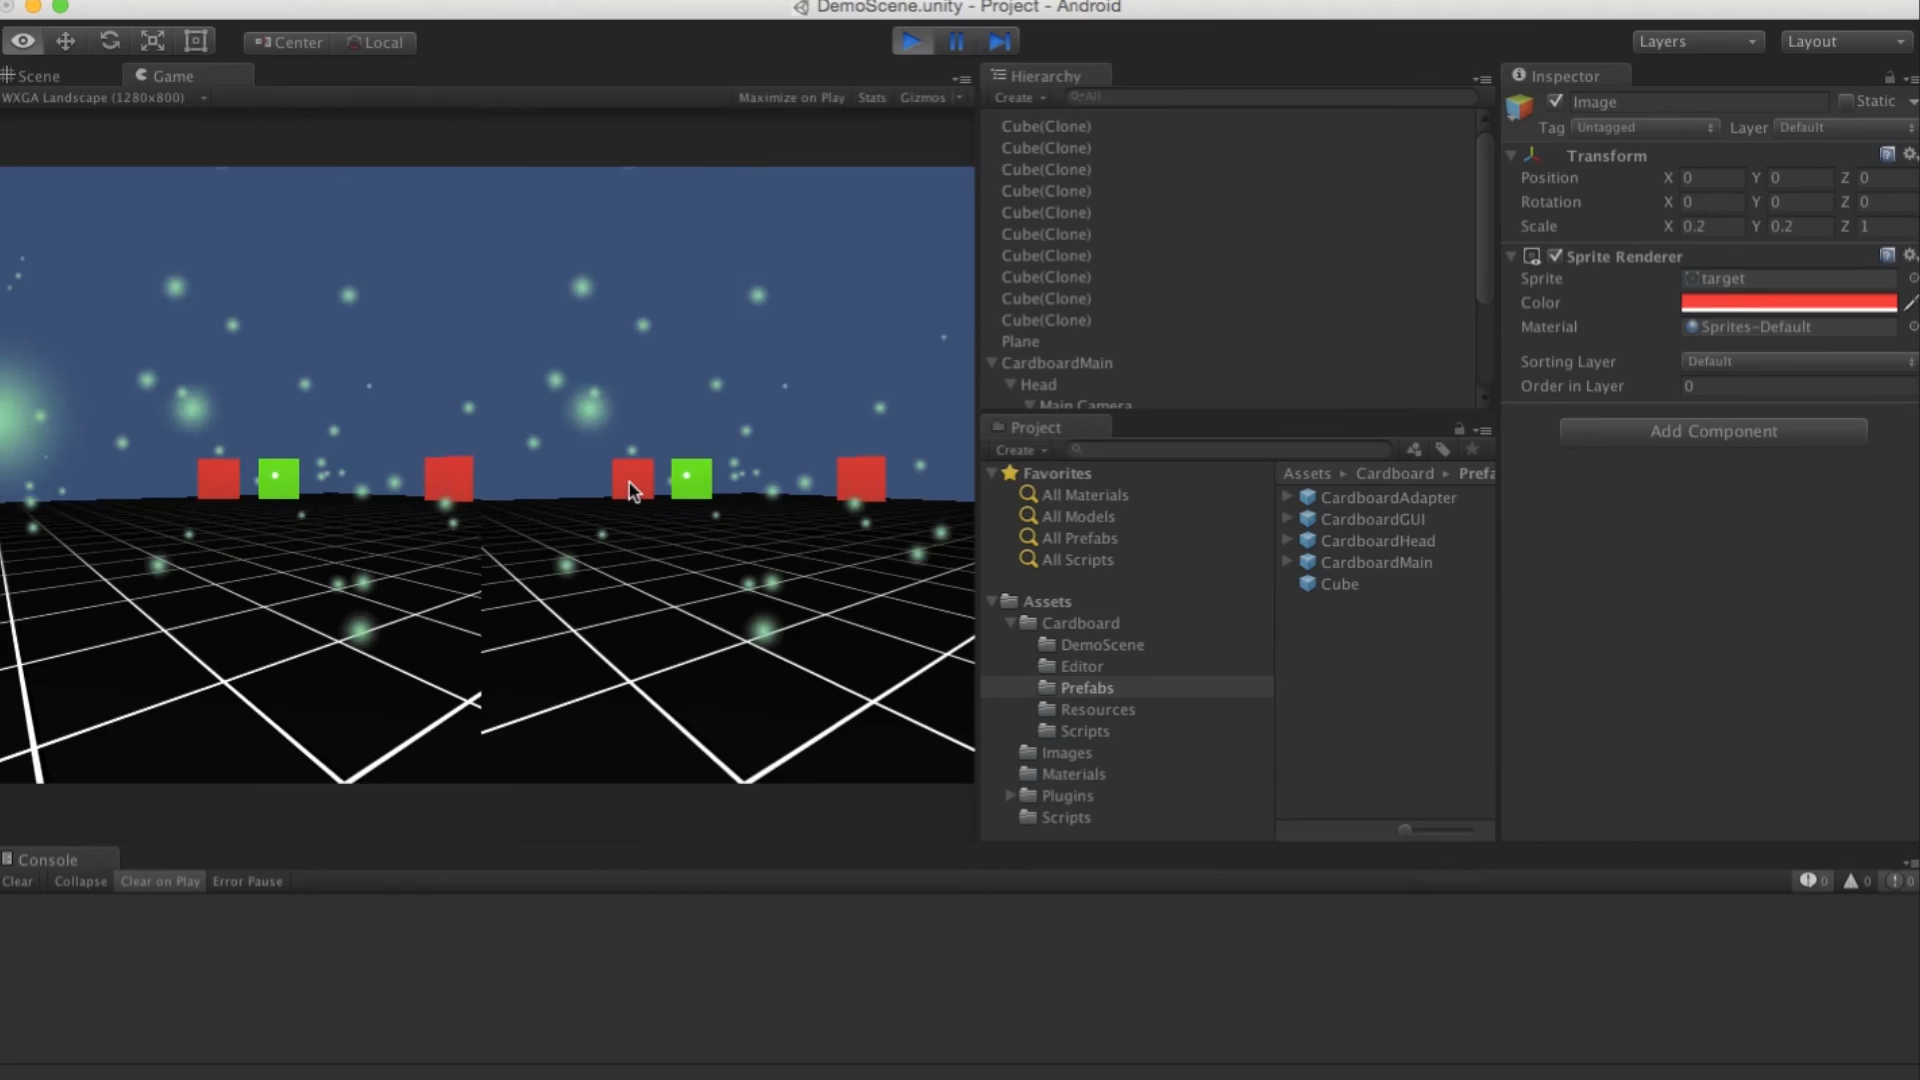 DemoScene.unity - Project - Android
Center Local
Layers Layout
Scene Game
WXGA Landscape (1280x800)
Maximize on Play Stats Gizmos
Hierarchy
Create All
Cube(Clone)
Cube(Clone)
Cube(Clone)
Cube(Clone)
Cube(Clone)
Cube(Clone)
Cube(Clone)
Cube(Clone)
Cube(Clone)
Cube(Clone)
Plane
CardboardMain
Head
Main Camera
Project
Create
Favorites
All Materials
All Models
All Prefabs
All Scripts
Assets
Cardboard
DemoScene
Editor
Prefabs
Resources
Scripts
Images
Materials
Plugins
Scripts
Assets Cardboard Prefa
CardboardAdapter
CardboardGUI
CardboardHead
CardboardMain
Cube
Inspector
Image Static
Tag Untagged Layer Default
Transform
Position X 0 Y 0 Z 0
Rotation X 0 Y 0 Z 0
Scale X 0.2 Y 0.2 Z 1
Sprite Renderer
Sprite target
Color
Material Sprites-Default
Sorting Layer Default
Order in Layer 0
Add Component
Console
Clear Collapse Clear on Play Error Pause
0 0 0